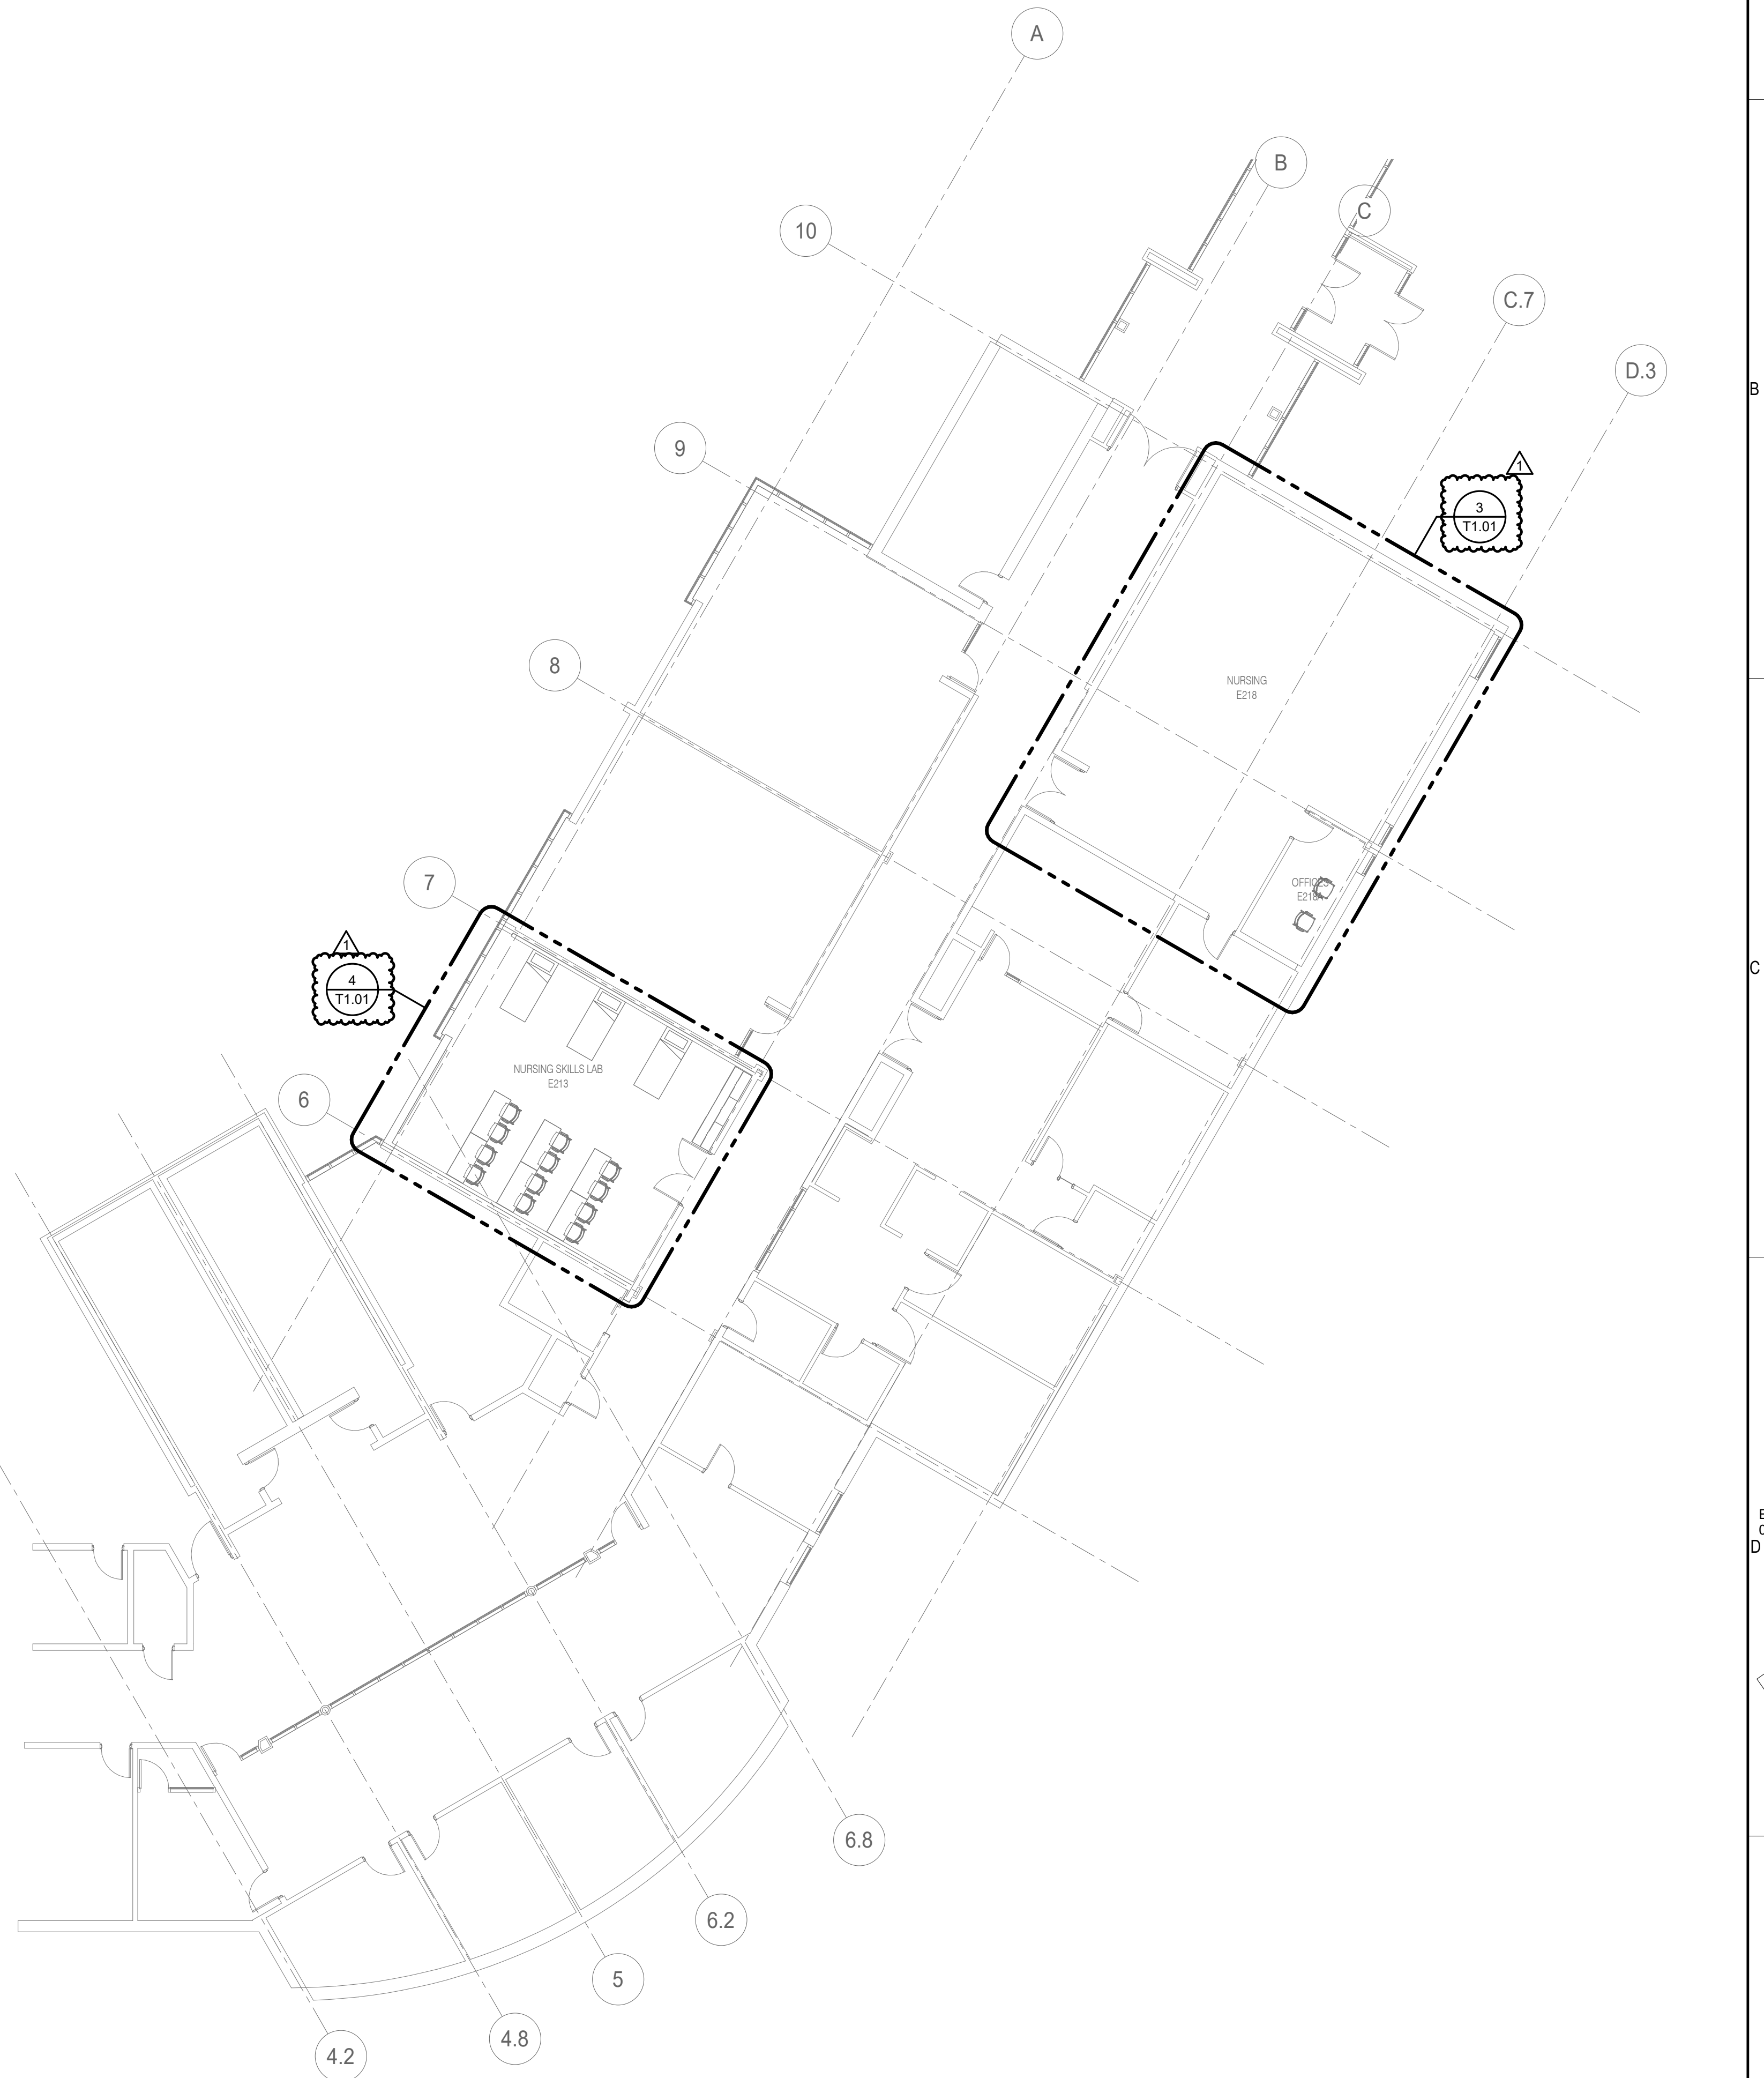 A
B
10
C
C.7
D.3
B
9
1
3
T1.01
8
NURSING
E218
7
OFFICES
E218A
1
4
T1.01
C
NURSING SKILLS LAB
E213
6
D
6.8
6.2
5
4.8
4.2